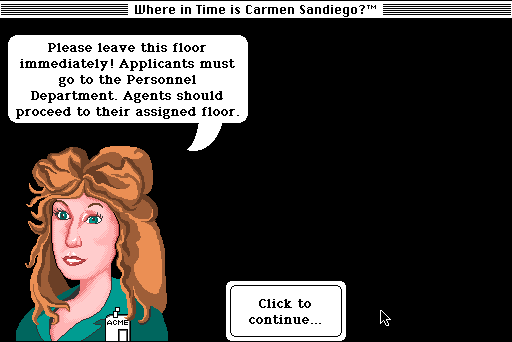 Where in Time is Carmen Sandiego?™
Please leave this floor
immediately! Applicants must
go to the Personnel
Department. Agents should
proceed to their assigned floor.
ACME
Click to
continue...